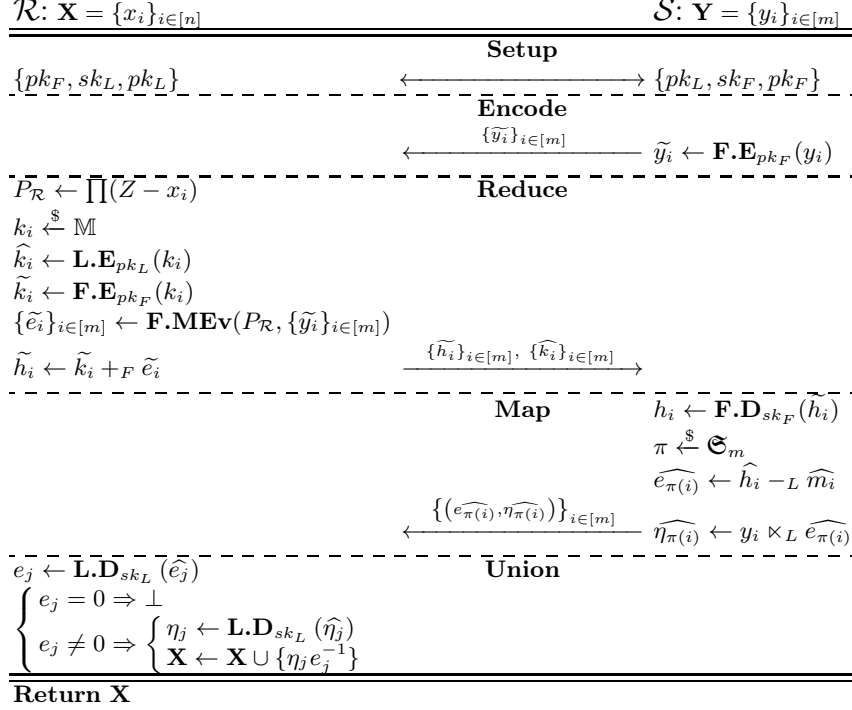 𝓡: 𝐗 = {x_i}_{i∈[n]} 𝓢: 𝐘 = {y_i}_{i∈[m]}
Setup
{pk_F, sk_L, pk_L} ⟷ {pk_L, sk_F, pk_F}
Encode
{ỹ_i}_{i∈[m]} ⟵ ỹ_i ← F.E_{pk_F}(y_i)
P_𝓡 ← ∏(Z − x_i) Reduce
k_i ←$ 𝕄
k̂_i ← L.E_{pk_L}(k_i)
k̃_i ← F.E_{pk_F}(k_i)
{ẽ_i}_{i∈[m]} ← F.MEv(P_𝓡, {ỹ_i}_{i∈[m]})
h̃_i ← k̃_i +_F ẽ_i {h̃_i}_{i∈[m]}, {k̂_i}_{i∈[m]} ⟶
Map h_i ← F.D_{sk_F}(h̃_i)
π ←$ 𝔖_m
ê_{π(i)} ← ĥ_i −_L m̂_i
{(ê_{π(i)}, η̂_{π(i)})}_{i∈[m]} ⟵ η̂_{π(i)} ← y_i ⋉_L ê_{π(i)}
e_j ← L.D_{sk_L}(ê_j) Union
{ e_j = 0 ⇒ ⊥
e_j ≠ 0 ⇒ { η_j ← L.D_{sk_L}(η̂_j)
𝐗 ← 𝐗 ∪ {η_j e_j^{−1}}
Return X